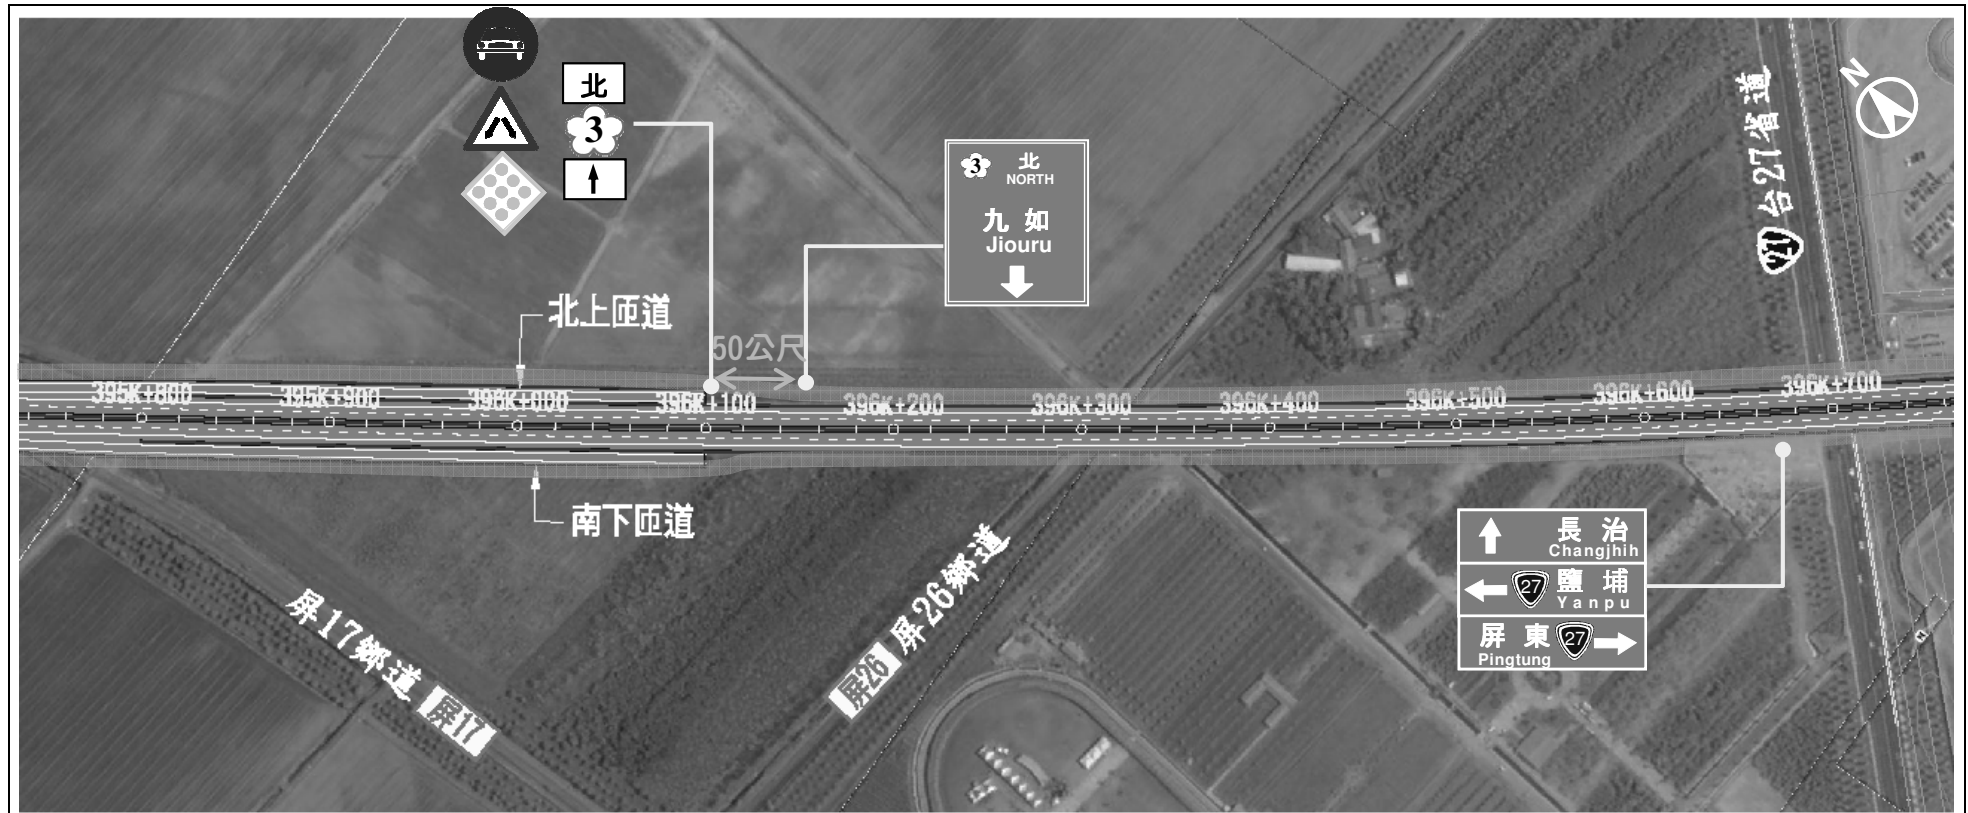 北
3
3 北
NORTH
九如
Jiouru
台27省道
27
N
北上匝道
50公尺
395K+800
395K+900
396K+000
396K+100
396K+200
396K+300
396K+400
396K+500
396K+600
396K+700
南下匝道
屏17鄉道
屏17
屏26鄉道
屏26
長治
Changjhih
27 鹽埔
Yanpu
屏東 27
Pingtung